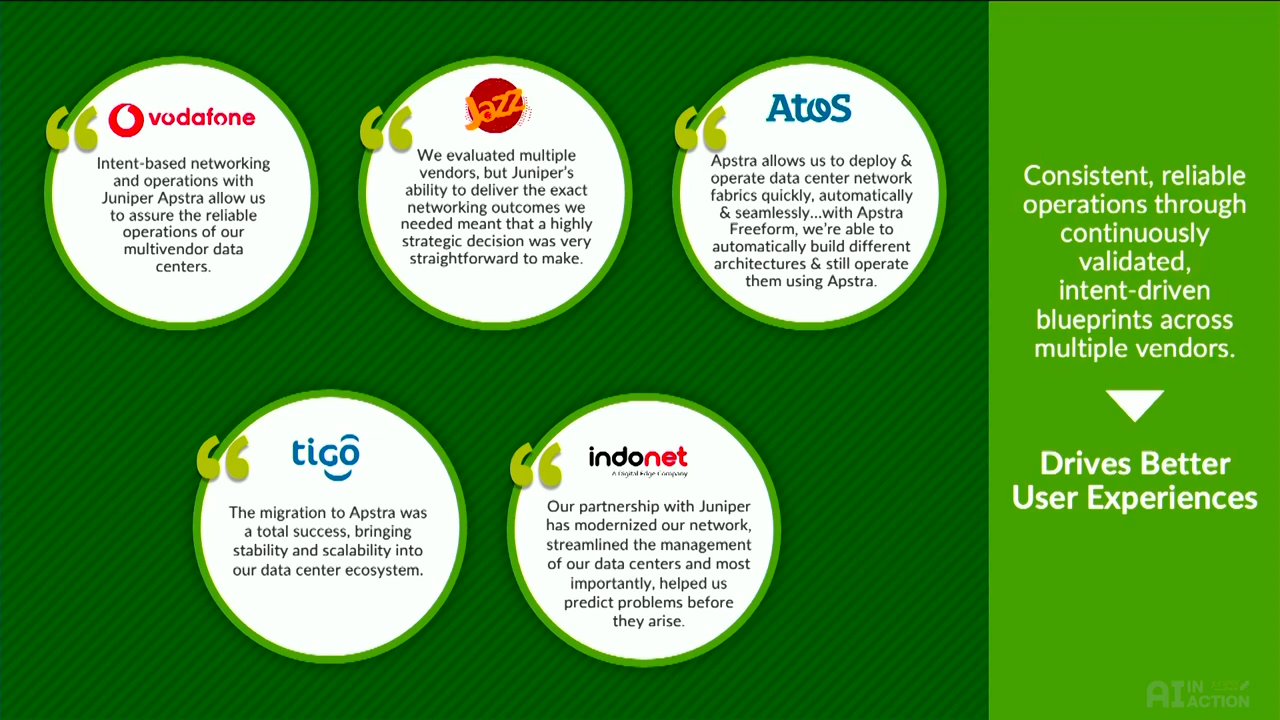 vodafone
Intent-based networking
and operations with
Juniper Apstra allow us
to assure the reliable
operations of our
multivendor data
centers.
Jazz
We evaluated multiple
vendors, but Juniper's
ability to deliver the exact
networking outcomes we
needed meant that a highly
strategic decision was very
straightforward to make.
Atos
Apstra allows us to deploy &
operate data center network
fabrics quickly, automatically
& seamlessly...with Apstra
Freeform, we're able to
automatically build different
architectures & still operate
them using Apstra.
tigo
The migration to Apstra was
a total success, bringing
stability and scalability into
our data center ecosystem.
indonet
A Digital Edge Company
Our partnership with Juniper
has modernized our network,
streamlined the management
of our data centers and most
importantly, helped us
predict problems before
they arise.
Consistent, reliable
operations through
continuously
validated,
intent-driven
blueprints across
multiple vendors.
Drives Better
User Experiences
AI IN
ACTION